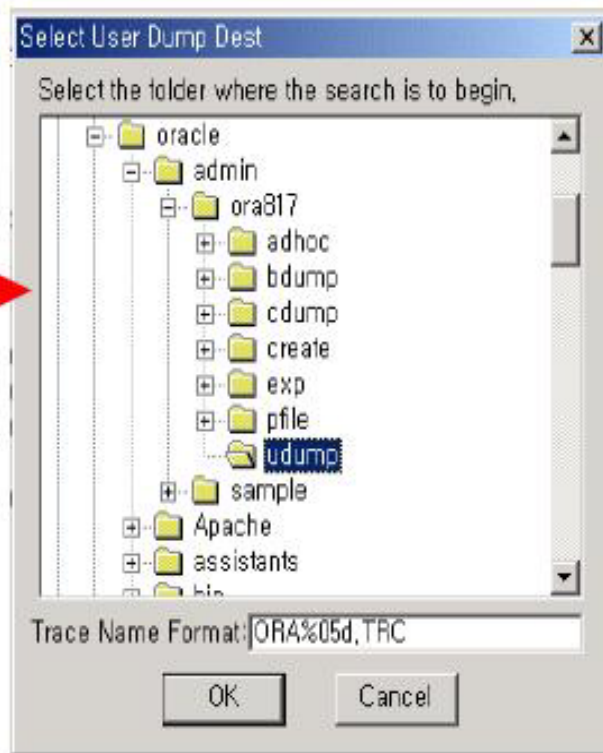 Select User Dump Dest
Select the folder where the search is to begin,
oracle
admin
ora817
adhoc
bdump
cdump
create
exp
pfile
udump
sample
Apache
assistants
bin
Trace Name Format: ORA%05d,TRC
OK
Cancel